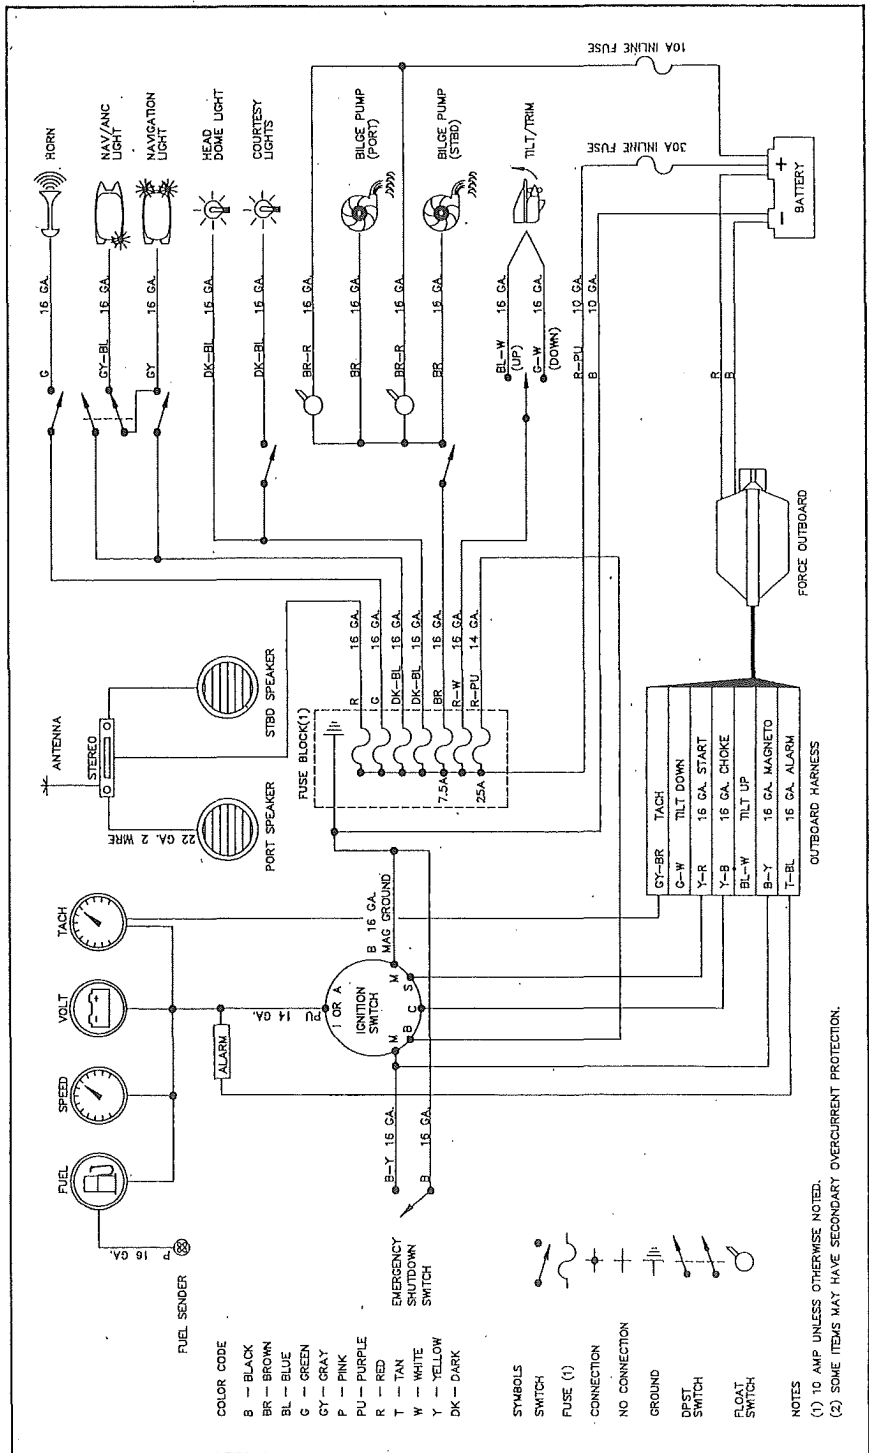 HORN
NAV/ANC
LIGHT
NAVIGATION
LIGHT
HEAD
DOME LIGHT
COURTESY
LIGHTS
BILGE PUMP
(PORT)
BILGE PUMP
(STBD)
TILT/TRIM
10A INLINE
FUSE
30A INLINE
FUSE
G 16 GA.
GY-BL 16 GA.
GY 16 GA.
DK-BL 16 GA.
DK-BL 16 GA.
BR-R 16 GA.
BR 16 GA.
BR-R 16 GA.
BR 16 GA.
BL-W 16 GA.
(UP)
G-W 16 GA.
(DOWN)
R-PU 10 GA.
B 10 GA.
R
B
+
-
BATTERY
ANTENNA
STEREO
STBD SPEAKER
PORT SPEAKER
22 GA. 2 WIRE
FUSE BLOCK(1)
R 16 GA.
G 16 GA.
DK-BL 16 GA.
DK-BL 16 GA.
BR 16 GA.
R-W 16 GA.
R-PU 14 GA.
7.5A
25A
FORCE OUTBOARD
GY-BR TACH
G-W TILT DOWN
Y-R 16 GA. START
Y-B 16 GA. CHOKE
BL-W TILT UP
B-Y 16 GA. MAGNETO
T-BL 16 GA. ALARM
OUTBOARD HARNESS
TACH
VOLT
+
-
SPEED
FUEL
ALARM
PU 14 GA.
I OR A
IGNITION
SWITCH
M
S
C
B
M
B 16 GA.
MAG GROUND
B-Y 16 GA.
B 16 GA.
P 16 GA.
FUEL SENDER
EMERGENCY
SHUTDOWN
SWITCH
COLOR CODE
B - BLACK
BR - BROWN
BL - BLUE
G - GREEN
GY - GRAY
P - PINK
PU - PURPLE
R - RED
T - TAN
W - WHITE
Y - YELLOW
DK - DARK
SYMBOLS
SWITCH
FUSE (1)
CONNECTION
NO CONNECTION
GROUND
DPST
SWITCH
FLOAT
SWITCH
NOTES
(1) 10 AMP UNLESS OTHERWISE NOTED.
(2) SOME ITEMS MAY HAVE SECONDARY OVERCURRENT PROTECTION.